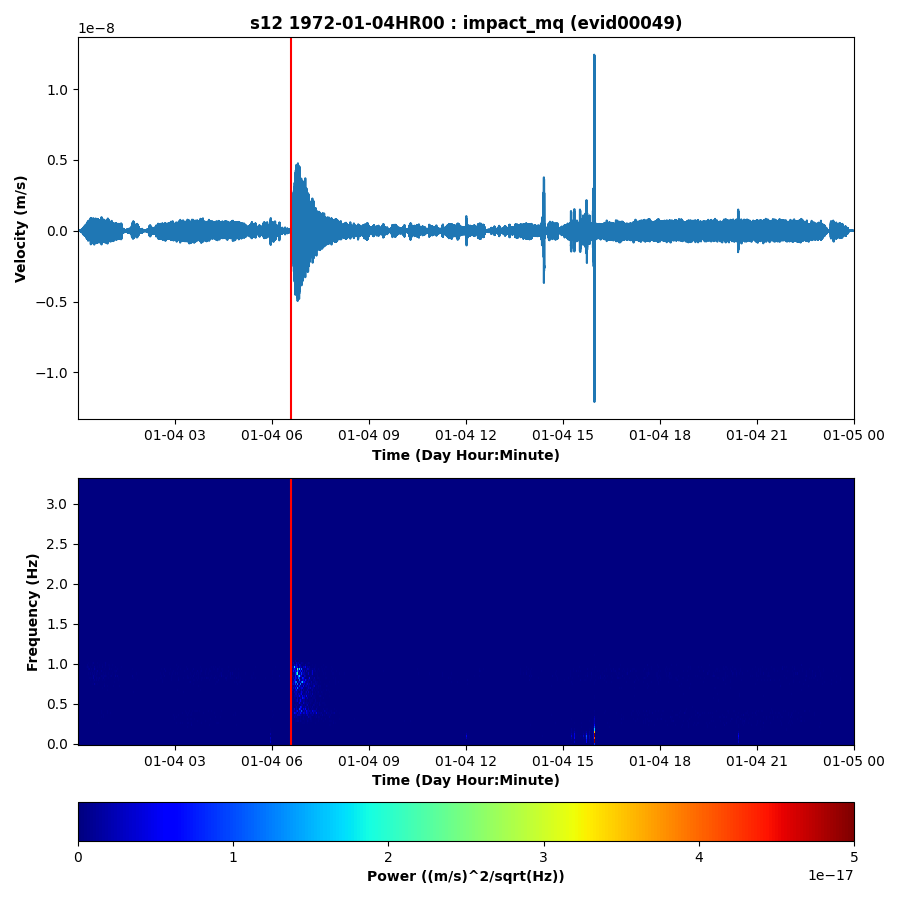 s12 1972-01-04HR00 : impact_mq (evid00049)
1e−8
1.0
0.5
0.0
−0.5
−1.0
Velocity (m/s)
01-04 03 01-04 06 01-04 09 01-04 12 01-04 15 01-04 18 01-04 21 01-05 00
Time (Day Hour:Minute)
3.0
2.5
2.0
1.5
1.0
0.5
0.0
Frequency (Hz)
01-04 03 01-04 06 01-04 09 01-04 12 01-04 15 01-04 18 01-04 21 01-05 00
Time (Day Hour:Minute)
0 1 2 3 4 5
1e−17
Power ((m/s)^2/sqrt(Hz))